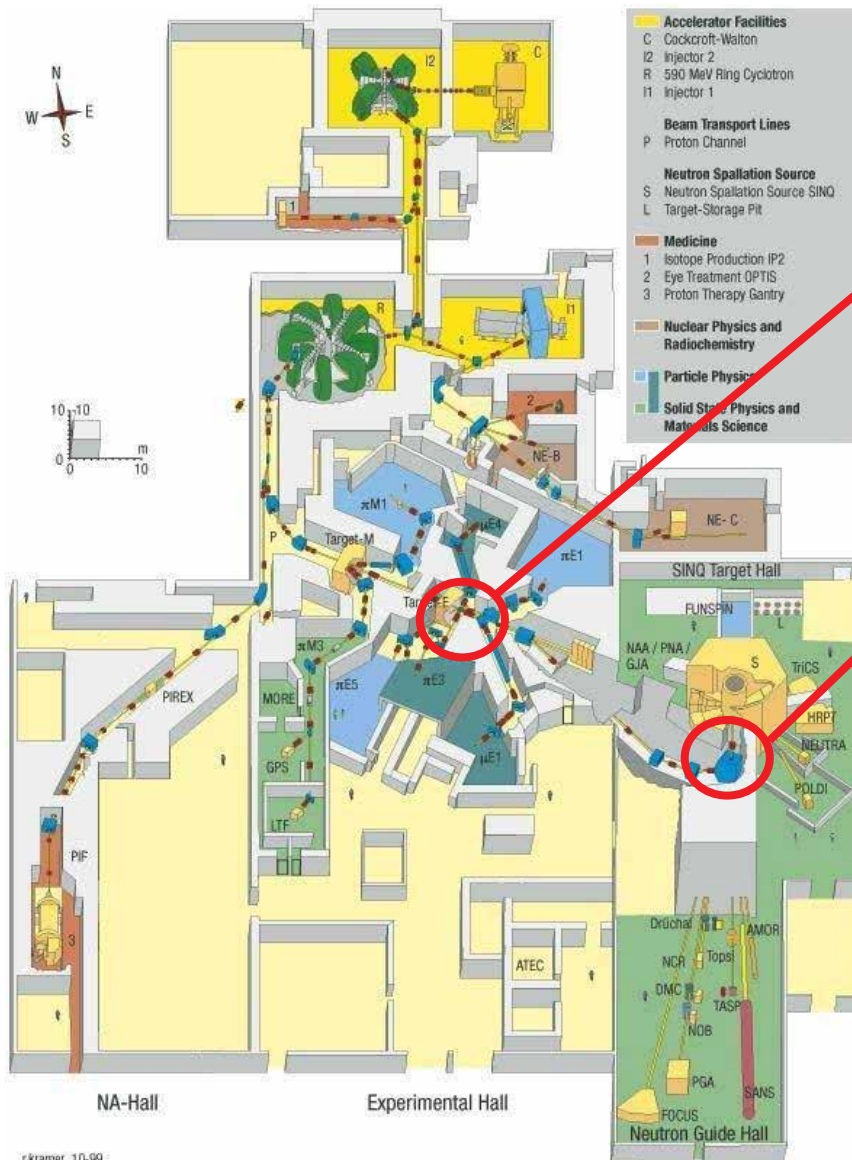 Accelerator Facilities
C Cockcroft-Walton
I2 Injector 2
R 590 MeV Ring Cyclotron
I1 Injector 1
Beam Transport Lines
P Proton Channel
Neutron Spallation Source
S Neutron Spallation Source SINQ
L Target-Storage Pit
Medicine
1 Isotope Production IP2
2 Eye Treatment OPTIS
3 Proton Therapy Gantry
Nuclear Physics and
Radiochemistry
Particle Physics
Solid State Physics and
Materials Science
N
W E
S
I2
C
1
R
I1
10 10
0 m
0 10
2
NE-B
πM1
μE4
NE- C
P
Target-M
πE1
SINQ Target Hall
Target-E
FUNSPIN
L
πM3
NAA / PNA /
GJA
S
TriCS
PIREX
MORE
πE5
πE3
HRPT
NEUTRA
GPS
μE1
POLDI
LTF
PIF
3
ATEC
Drüchal
AMOR
NCR
Topsi
DMC
TASP
NOB
PGA
SANS
FOCUS
NA-Hall
Experimental Hall
Neutron Guide Hall
r.kramer 10-99